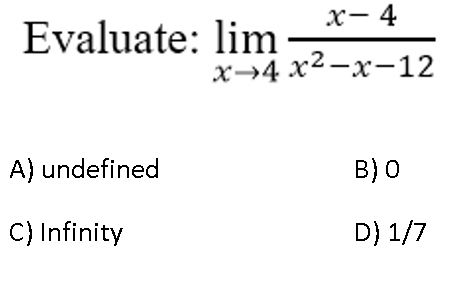 Evaluate: lim x→4 x− 4 / x²−x−12
A) undefined B) 0
C) Infinity D) 1/7